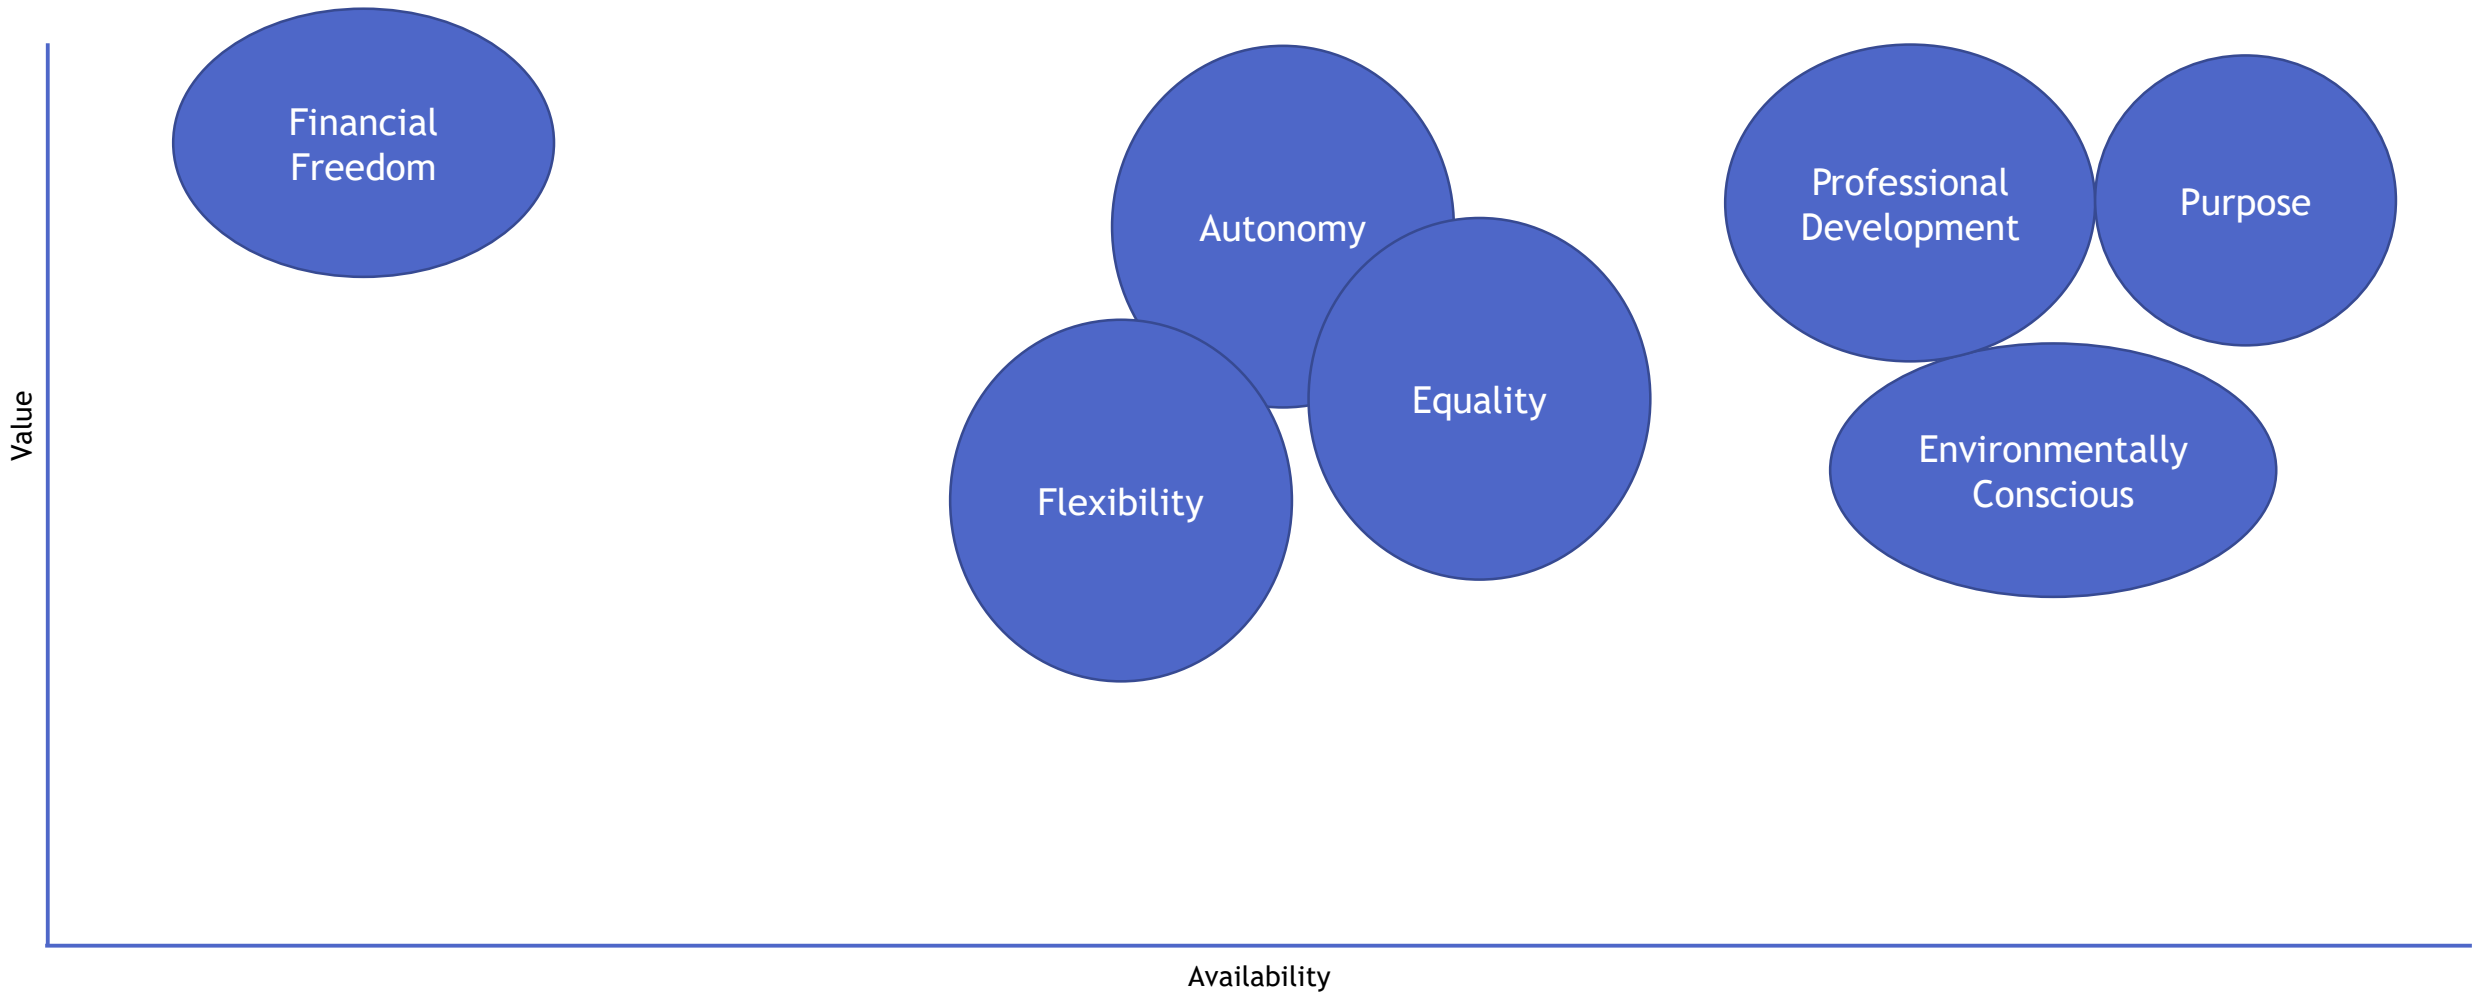 Financial
Freedom
Autonomy
Professional
Development
Purpose
Equality
Flexibility
Environmentally
Conscious
Value
Availability